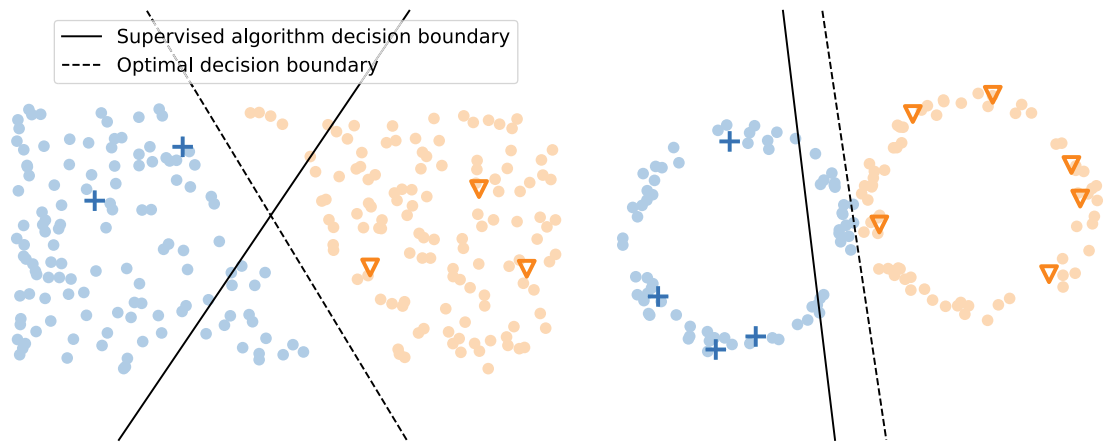 Supervised algorithm decision boundary
Optimal decision boundary